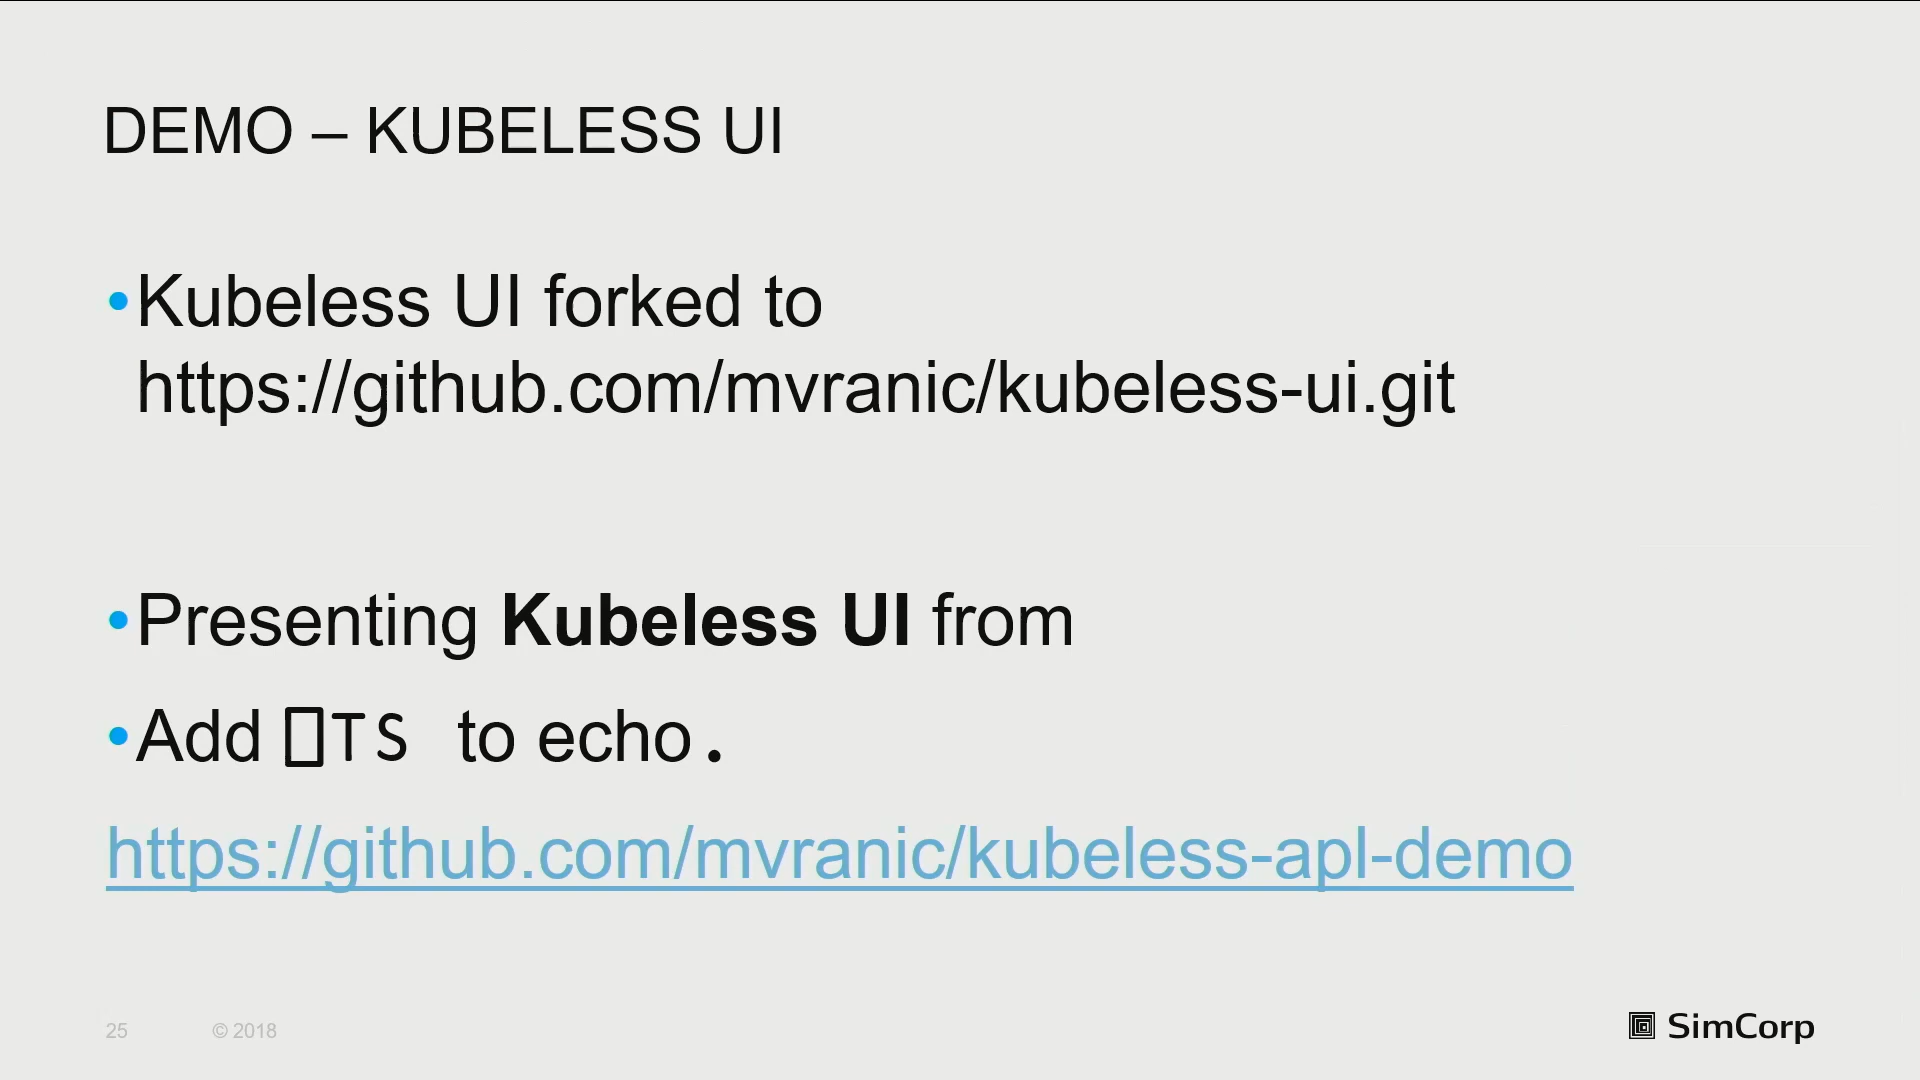 DEMO – KUBELESS UI
•Kubeless UI forked to
https://github.com/mvranic/kubeless-ui.git
•Presenting Kubeless UI from
•Add ⎕TS to echo.
https://github.com/mvranic/kubeless-apl-demo
25 © 2018
SimCorp